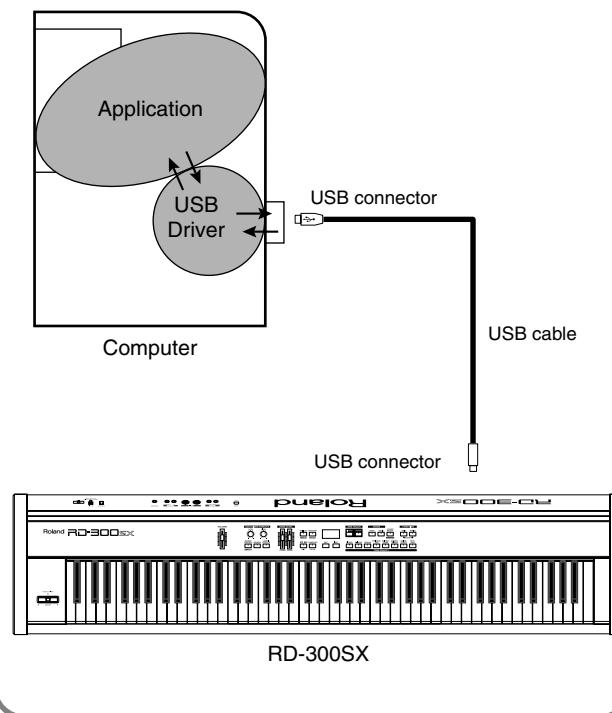 Application
USB
Driver
USB connector
Computer
USB cable
USB connector
Roland
RD-300SX
Roland RD-300SX
RD-300SX